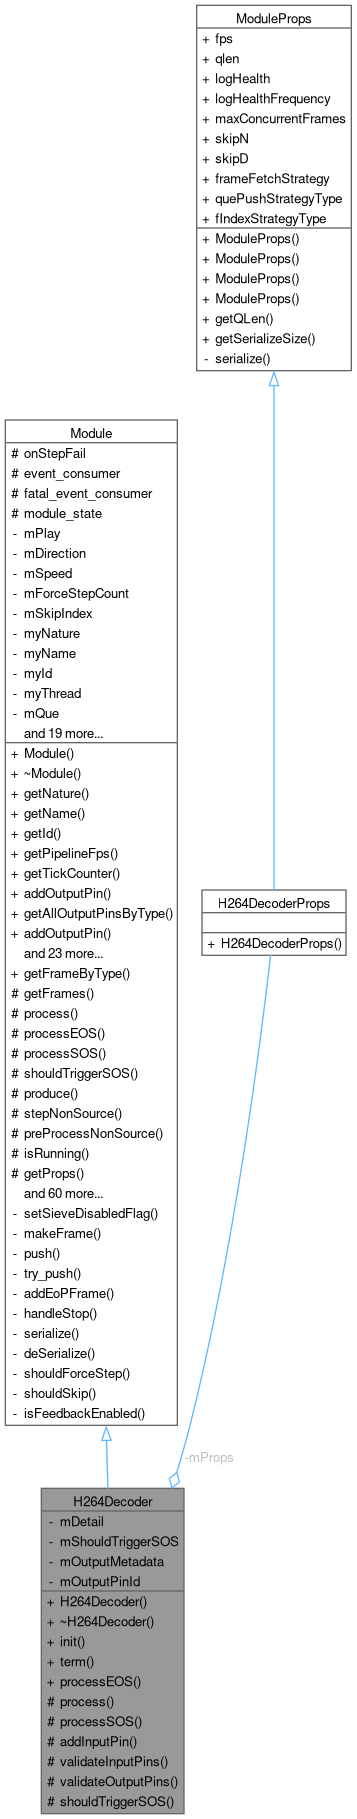 ModuleProps
+ fps
+ qlen
+ logHealth
+ logHealthFrequency
+ maxConcurrentFrames
+ skipN
+ skipD
+ frameFetchStrategy
+ quePushStrategyType
+ fIndexStrategyType
+ ModuleProps()
+ ModuleProps()
+ ModuleProps()
+ ModuleProps()
+ getQLen()
+ getSerializeSize()
- serialize()
Module
# onStepFail
# event_consumer
# fatal_event_consumer
# module_state
- mPlay
- mDirection
- mSpeed
- mForceStepCount
- mSkipIndex
- myNature
- myName
- myId
- myThread
- mQue
and 19 more...
+ Module()
+ ~Module()
+ getNature()
+ getName()
+ getId()
+ getPipelineFps()
+ getTickCounter()
+ addOutputPin()
+ getAllOutputPinsByType()
+ addOutputPin()
and 23 more...
+ getFrameByType()
# getFrames()
# process()
# processEOS()
# processSOS()
# shouldTriggerSOS()
# produce()
# stepNonSource()
# preProcessNonSource()
# isRunning()
# getProps()
and 60 more...
- setSieveDisabledFlag()
- makeFrame()
- push()
- try_push()
- addEoPFrame()
- handleStop()
- serialize()
- deSerialize()
- shouldForceStep()
- shouldSkip()
- isFeedbackEnabled()
H264DecoderProps
+ H264DecoderProps()
-mProps
H264Decoder
- mDetail
- mShouldTriggerSOS
- mOutputMetadata
- mOutputPinId
+ H264Decoder()
+ ~H264Decoder()
+ init()
+ term()
+ processEOS()
# process()
# processSOS()
# addInputPin()
# validateInputPins()
# validateOutputPins()
# shouldTriggerSOS()